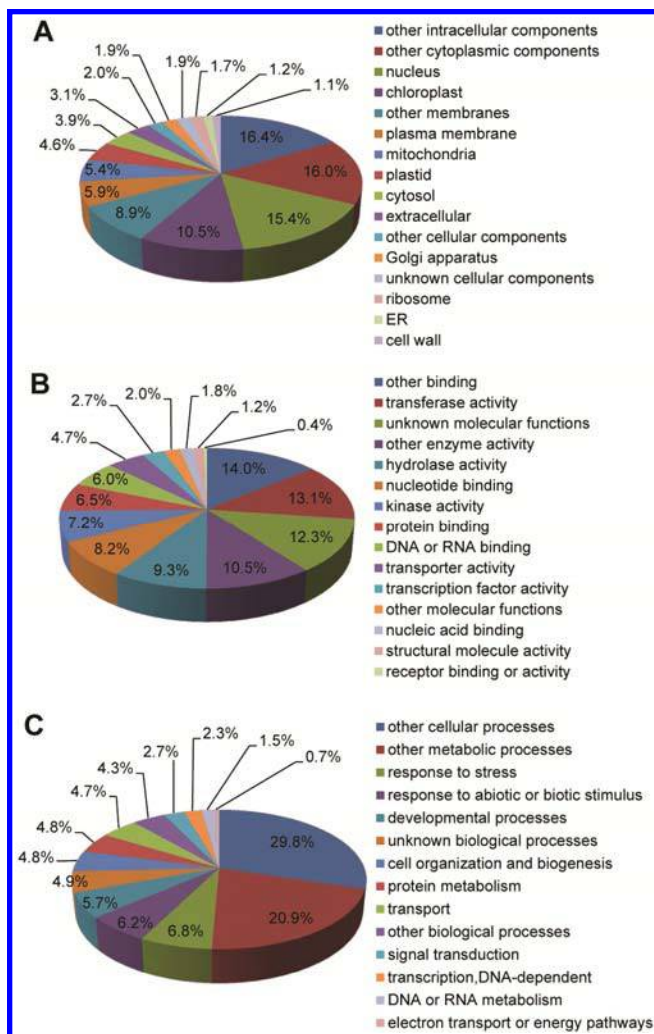 A
1.9%
2.0%
3.1%
3.9%
4.6%
5.4%
5.9%
8.9%
10.5%
15.4%
16.0%
16.4%
1.9%
1.7%
1.2%
1.1%
other intracellular components
other cytoplasmic components
nucleus
chloroplast
other membranes
plasma membrane
mitochondria
plastid
cytosol
extracellular
other cellular components
Golgi apparatus
unknown cellular components
ribosome
ER
cell wall
B
2.7%
2.0%
1.8%
1.2%
0.4%
4.7%
6.0%
6.5%
7.2%
8.2%
9.3%
10.5%
12.3%
13.1%
14.0%
other binding
transferase activity
unknown molecular functions
other enzyme activity
hydrolase activity
nucleotide binding
kinase activity
protein binding
DNA or RNA binding
transporter activity
transcription factor activity
other molecular functions
nucleic acid binding
structural molecule activity
receptor binding or activity
C
2.7%
2.3%
1.5%
0.7%
4.3%
4.7%
4.8%
4.8%
4.9%
5.7%
6.2%
6.8%
20.9%
29.8%
other cellular processes
other metabolic processes
response to stress
response to abiotic or biotic stimulus
developmental processes
unknown biological processes
cell organization and biogenesis
protein metabolism
transport
other biological processes
signal transduction
transcription,DNA-dependent
DNA or RNA metabolism
electron transport or energy pathways